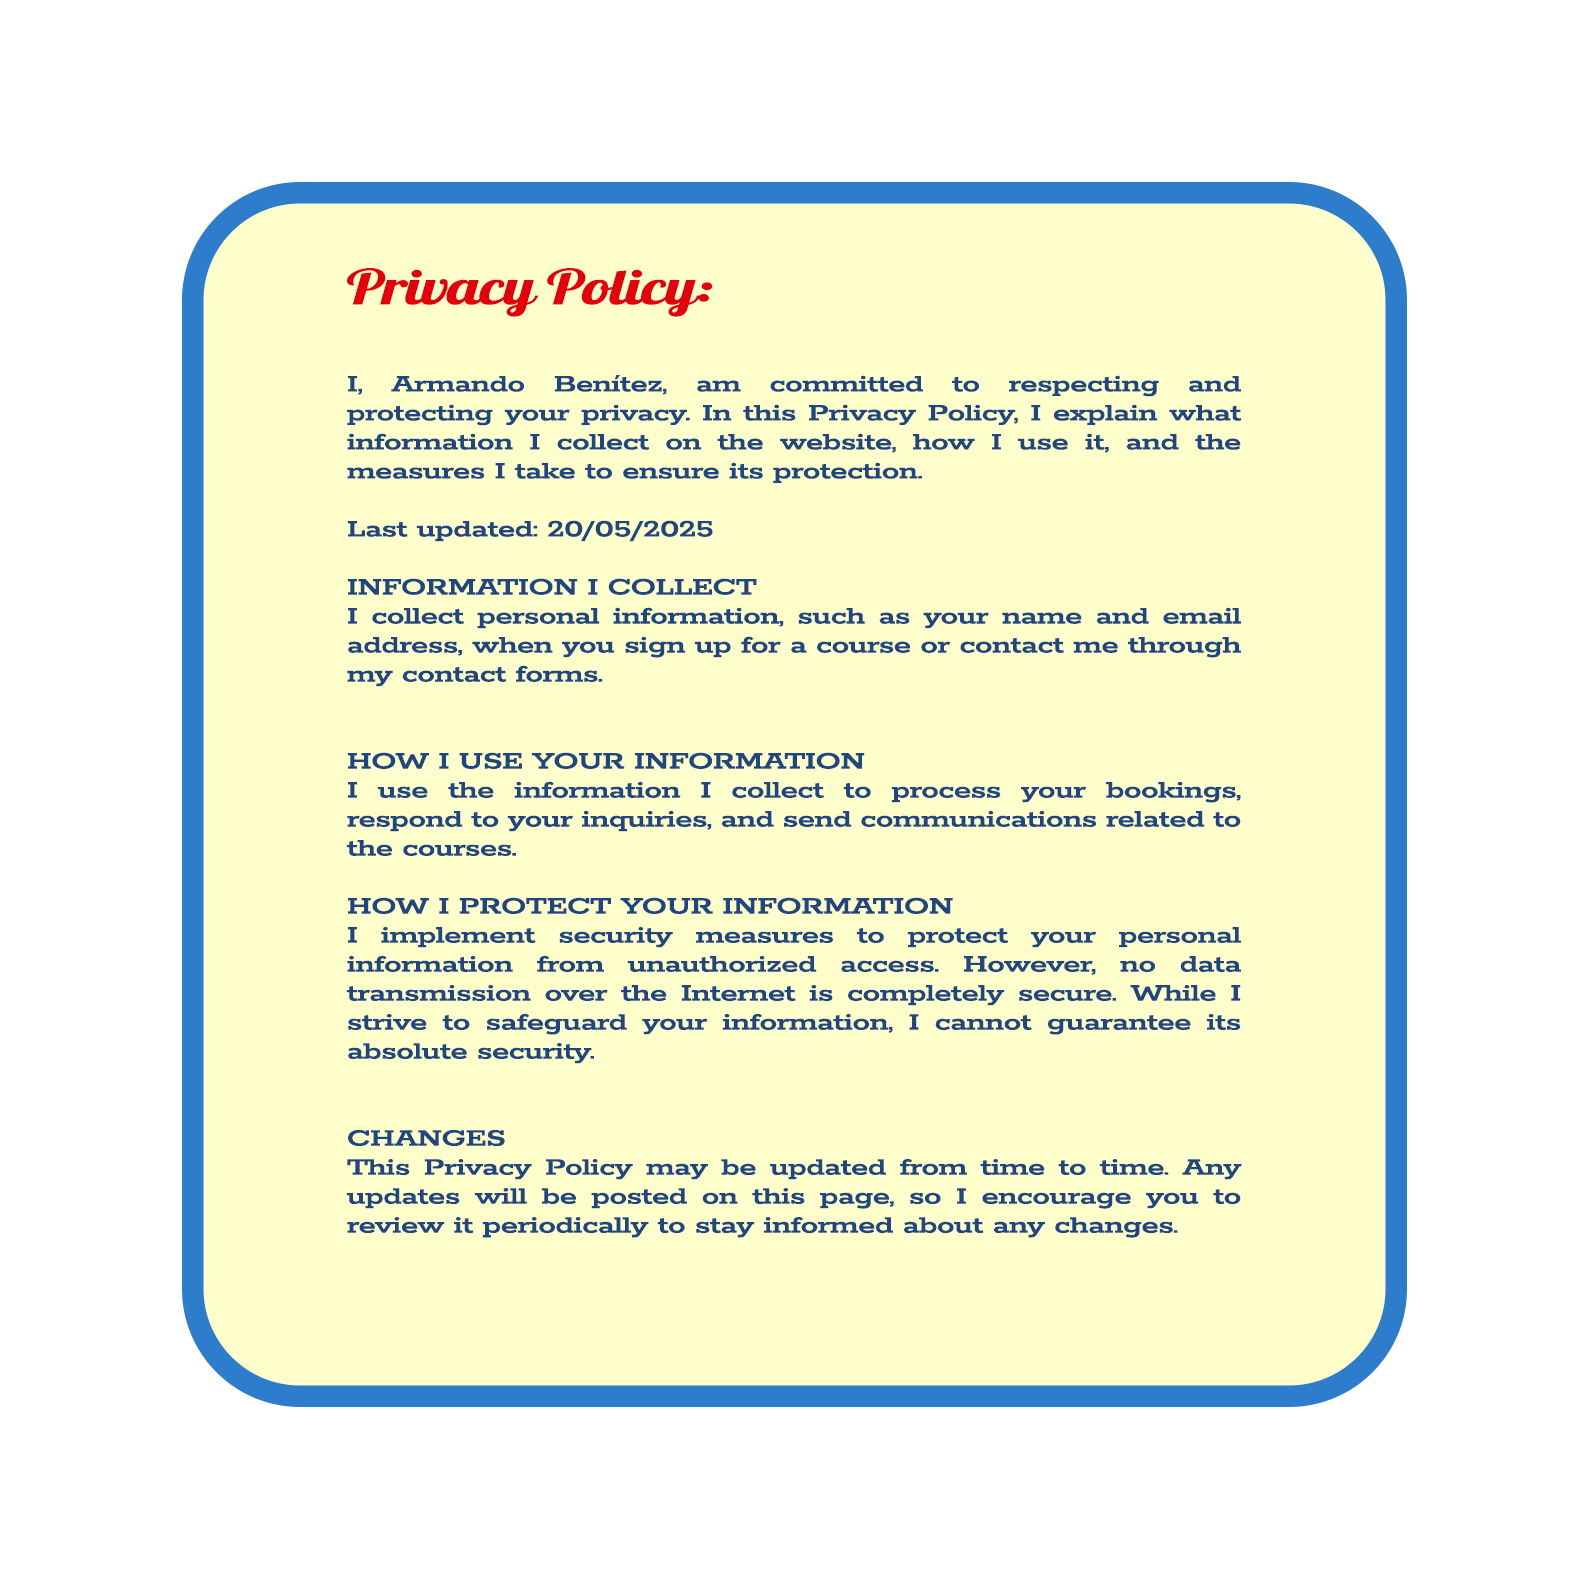 Privacy Policy:
I, Armando Benítez, am committed to respecting and
protecting your privacy. In this Privacy Policy, I explain what
information I collect on the website, how I use it, and the
measures I take to ensure its protection.
Last updated: 20/05/2025
INFORMATION I COLLECT
I collect personal information, such as your name and email
address, when you sign up for a course or contact me through
my contact forms.
HOW I USE YOUR INFORMATION
I use the information I collect to process your bookings,
respond to your inquiries, and send communications related to
the courses.
HOW I PROTECT YOUR INFORMATION
I implement security measures to protect your personal
information from unauthorized access. However, no data
transmission over the Internet is completely secure. While I
strive to safeguard your information, I cannot guarantee its
absolute security.
CHANGES
This Privacy Policy may be updated from time to time. Any
updates will be posted on this page, so I encourage you to
review it periodically to stay informed about any changes.